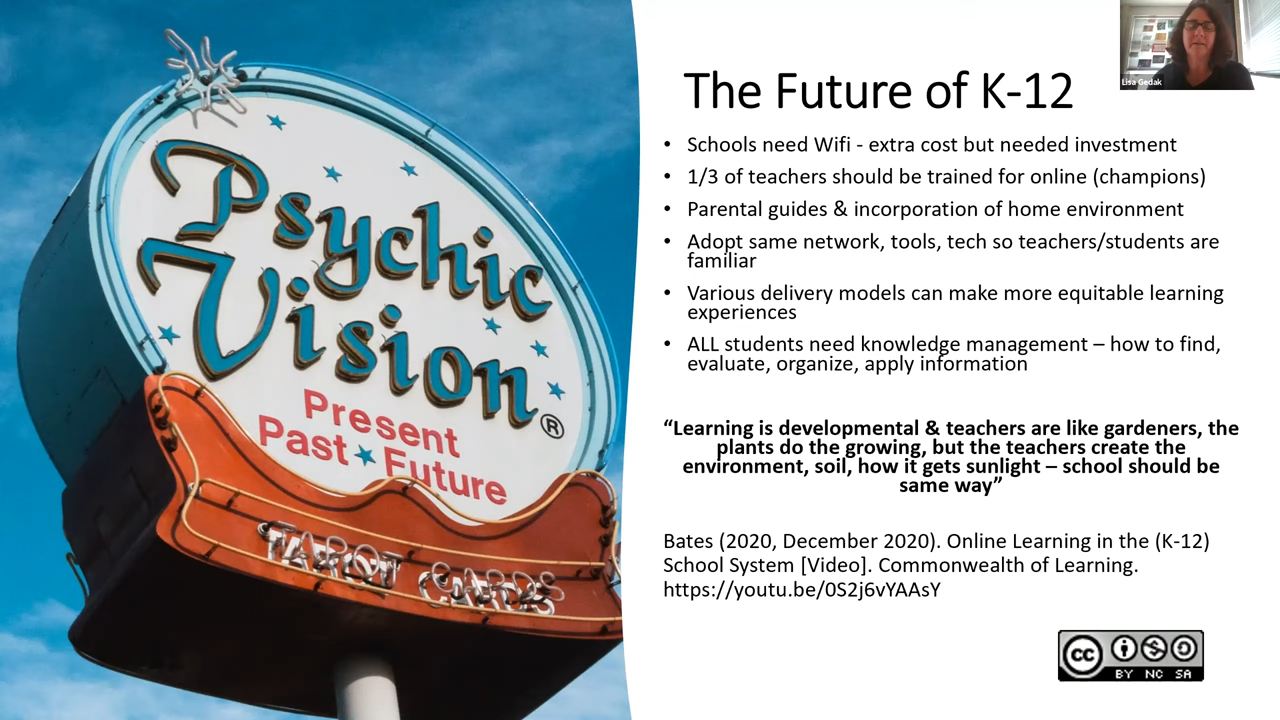 Psychic
Vision
®
Present
Past Future
TAROT CARDS
Lisa Gedak
The Future of K-12
• Schools need Wifi - extra cost but needed investment
• 1/3 of teachers should be trained for online (champions)
• Parental guides & incorporation of home environment
• Adopt same network, tools, tech so teachers/students are
familiar
• Various delivery models can make more equitable learning
experiences
• ALL students need knowledge management – how to find,
evaluate, organize, apply information
“Learning is developmental & teachers are like gardeners, the
plants do the growing, but the teachers create the
environment, soil, how it gets sunlight – school should be
same way”
Bates (2020, December 2020). Online Learning in the (K-12)
School System [Video]. Commonwealth of Learning.
https://youtu.be/0S2j6vYAAsY
cc
BY NC SA